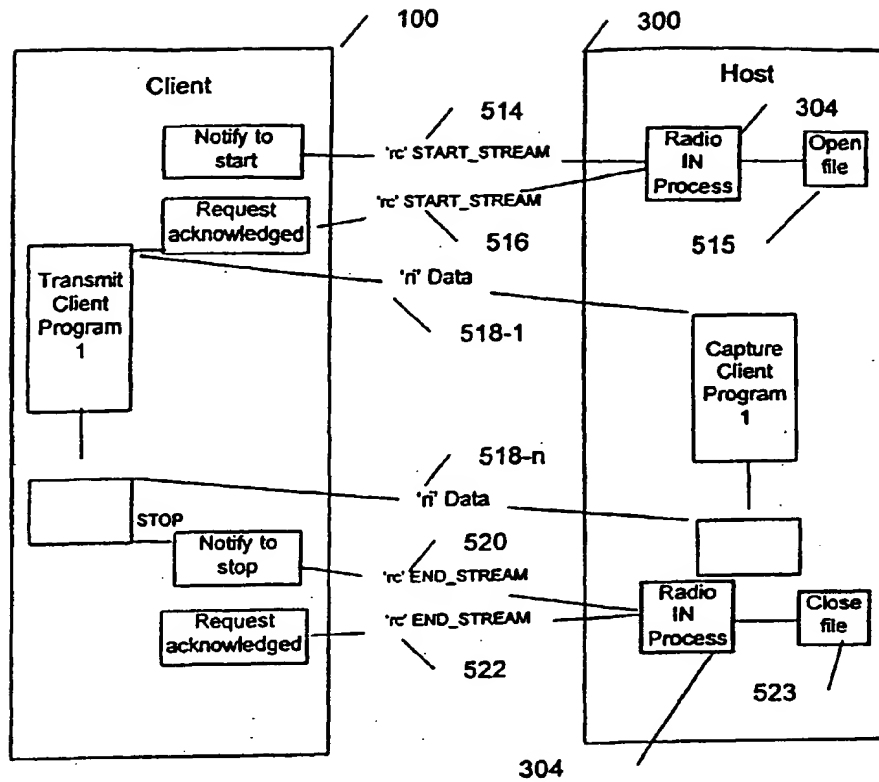 100
300
Client
Host
514
304
Notify to
start
'rc' START_STREAM
Radio
IN
Process
Open
file
Request
acknowledged
'rc' START_STREAM
516
515
Transmit
Client
Program
1
'ri' Data
518-1
Capture
Client
Program
1
518-n
'ri' Data
STOP
520
Notify to
stop
'rc' END_STREAM
Radio
IN
Process
Close
file
Request
acknowledged
'rc' END_STREAM
522
523
304